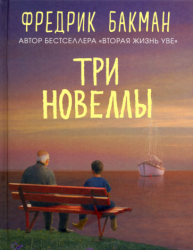 ФРЕДРИК БАКМАН
АВТОР БЕСТСЕЛЛЕРА «ВТОРАЯ ЖИЗНЬ УВЕ»
ТРИ
НОВЕЛЛЫ